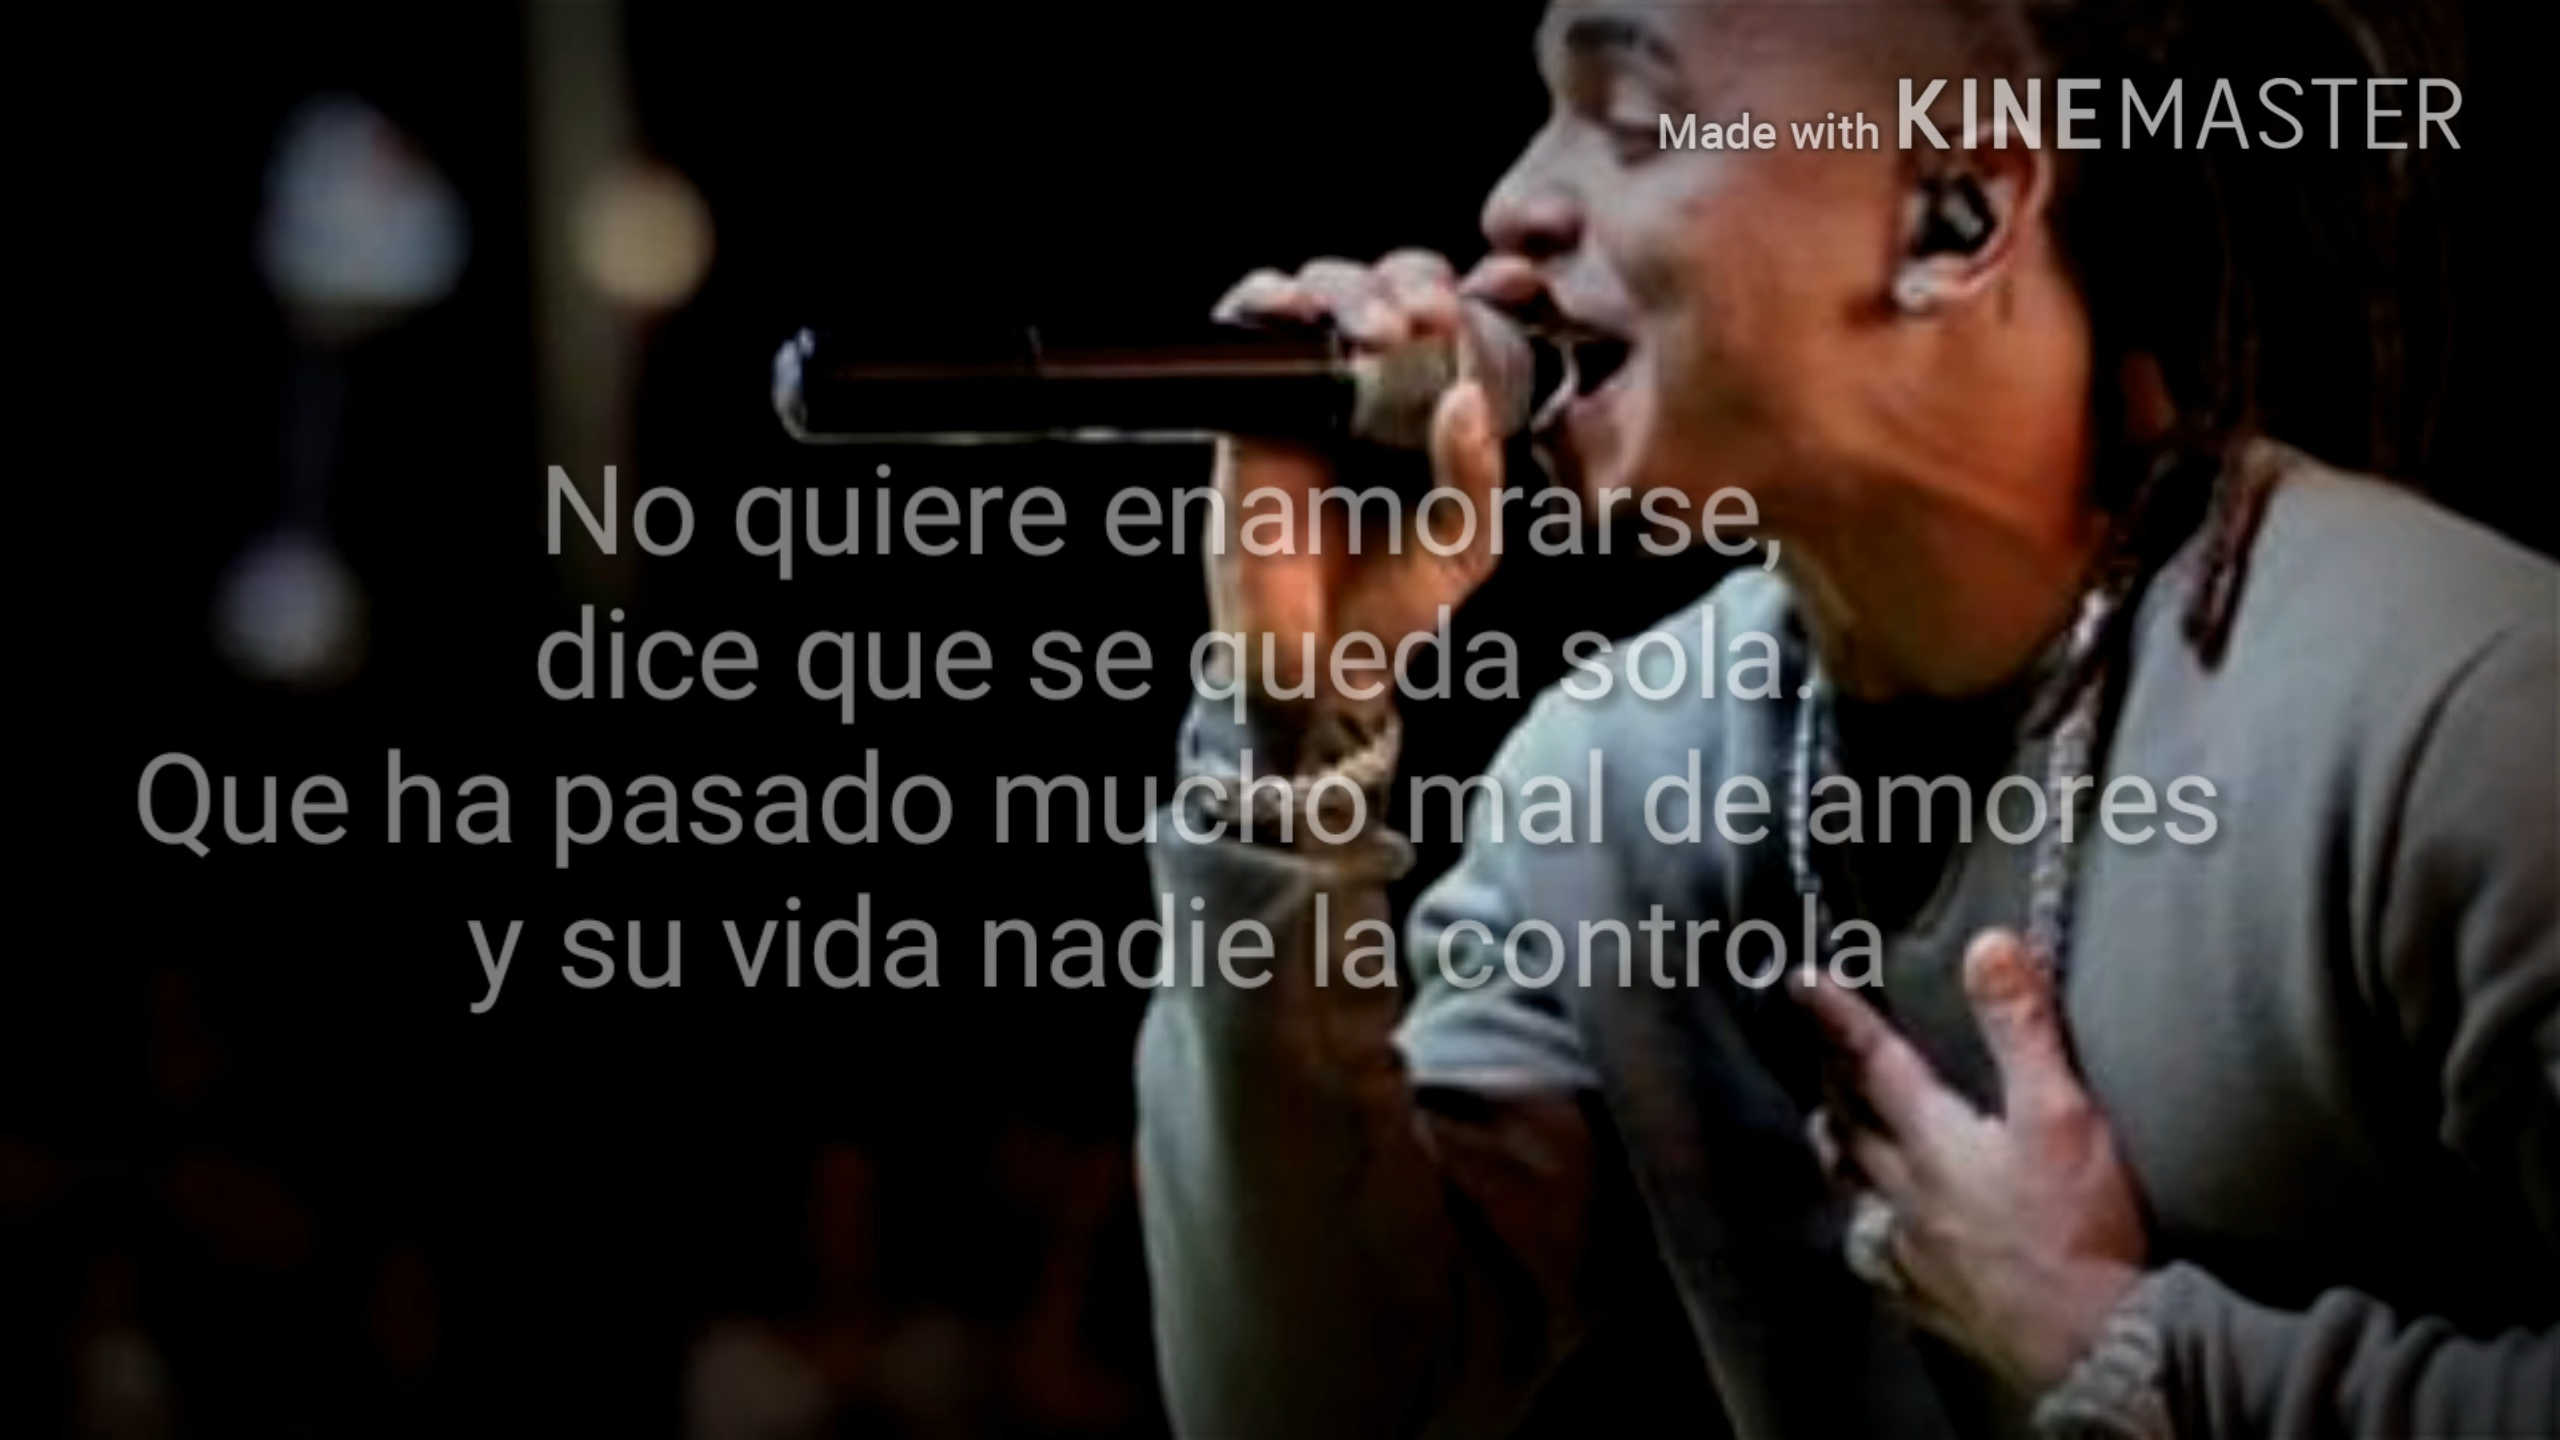 Made with KINEMASTER
No quiere enamorarse,
dice que se queda sola.
Que ha pasado mucho mal de amores
y su vida nadie la controla